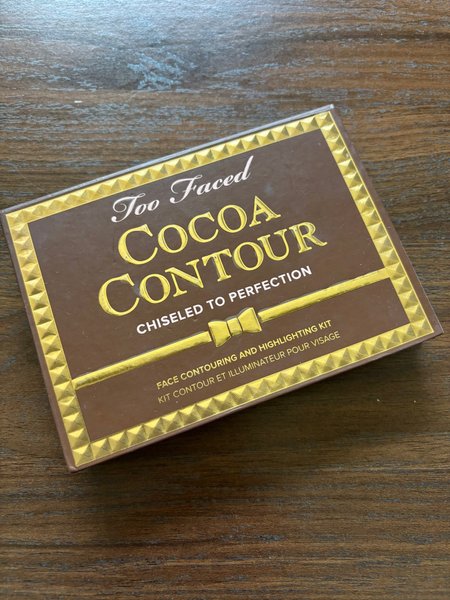 Too Faced
COCOA
CONTOUR
CHISELED TO PERFECTION
FACE CONTOURING AND HIGHLIGHTING KIT
KIT CONTOUR ET ILLUMINATEUR POUR VISAGE